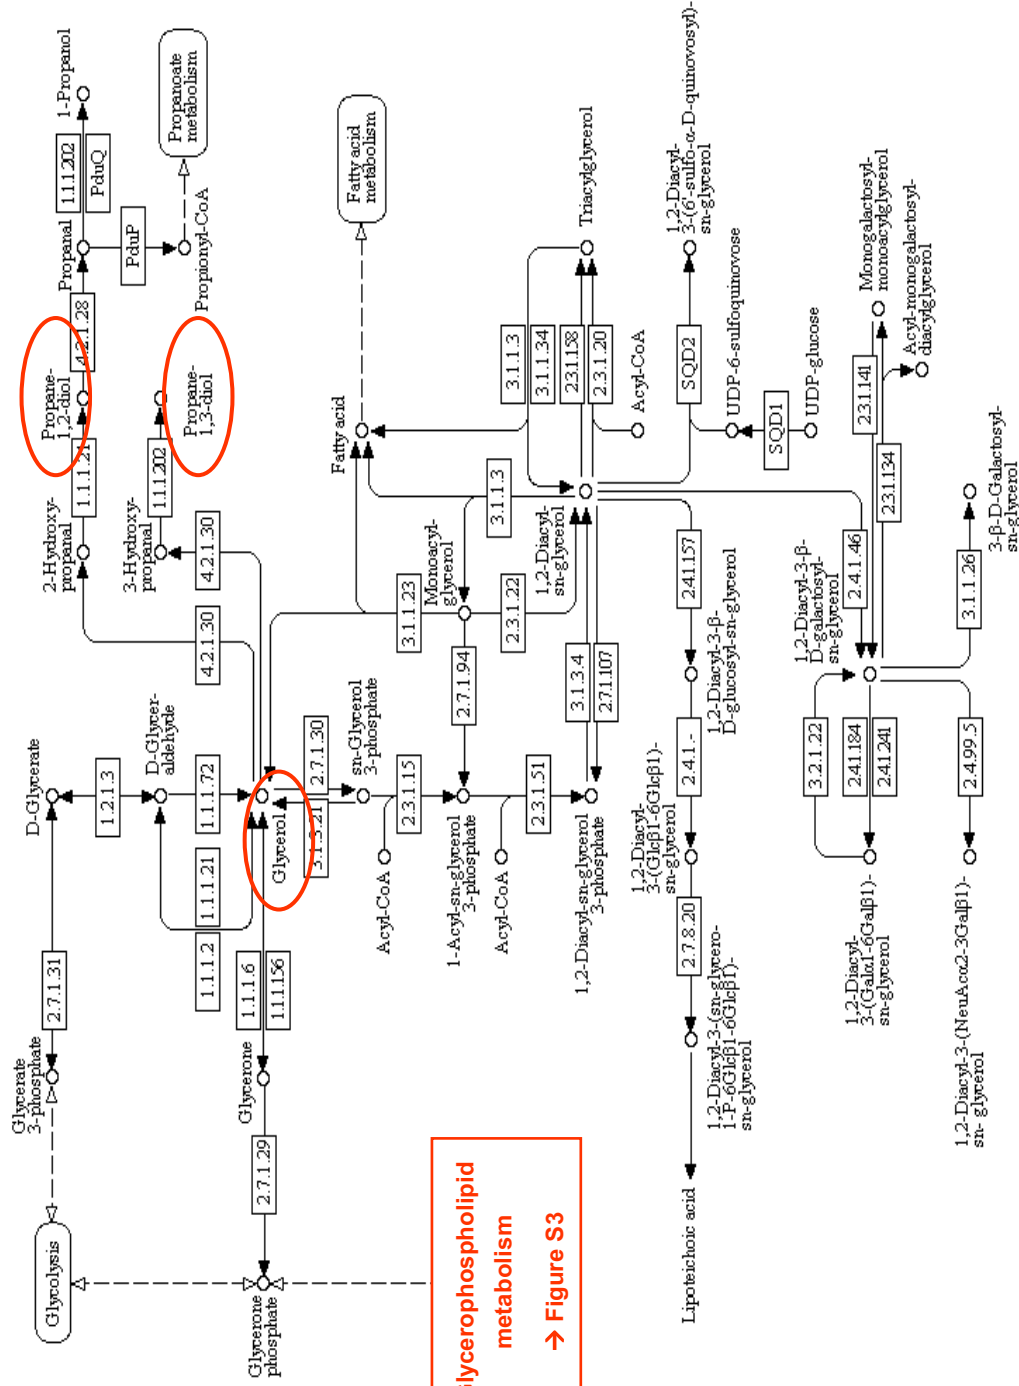 Glycolysis
Glycerate
3-phosphate
2.7.1.31
D-Glycerate
1.2.1.3
D-Glycer-
aldehyde
1.1.1.2
1.1.1.21
1.1.1.72
Glycerone
phosphate
2.7.1.29
Glycerone
1.1.1.6
1.1.1.156
Glycerol
4.2.1.30
4.2.1.30
2-Hydroxy-
propanal
1.1.1.21
Propane-
1,2-diol
4.2.1.28
Propanal
1.1.1.202
PduQ
1-Propanol
PduP
Propionyl-CoA
Propanoate
metabolism
3-Hydroxy-
propanal
1.1.1.202
Propane-
1,3-diol
3.1.3.21
2.7.1.30
sn-Glycerol
3-phosphate
Acyl-CoA
2.3.1.15
1-Acyl-sn-glycerol
3-phosphate
Acyl-CoA
2.3.1.51
1,2-Diacyl-sn-glycerol
3-phosphate
3.1.1.23
Monoacyl-
glycerol
2.7.1.94
2.3.1.22
3.1.1.3
Fatty acid
Fatty acid
metabolism
3.1.3.4
2.7.1.107
1,2-Diacyl-
sn-glycerol
3.1.1.3
3.1.1.34
2.3.1.158
2.3.1.20
Acyl-CoA
Triacylglycerol
SQD2
1,2-Diacyl-
3-(6'-sulfo-α-D-quinovosyl)-
sn-glycerol
UDP-6-sulfoquinovose
SQD1
UDP-glucose
lycerophospholipid
metabolism
→ Figure S3
Lipoteichoic acid
1,2-Diacyl-3-(sn-glycero-
1-P-6Glcβ1-6Glcβ1)-
sn-glycerol
2.7.8.20
1,2-Diacyl-
3-(Glcβ1-6Glcβ1)-
sn-glycerol
2.4.1.-
1,2-Diacyl-3-β-
D-glucosyl-sn-glycerol
2.4.1.157
2.4.1.46
1,2-Diacyl-3-β-
D-galactosyl-
sn-glycerol
3.2.1.22
2.4.1.184
2.4.1.241
1,2-Diacyl-
3-(Galα1-6Galβ1)-
sn-glycerol
2.3.1.141
2.3.1.134
Monogalactosyl-
monoacylglycerol
Acyl-monogalactosyl-
diacylglycerol
2.4.99.5
1,2-Diacyl-3-(NeuAcα2-3Galβ1)-
sn- glycerol
3.1.1.26
3-β-D-Galactosyl-
sn-glycerol